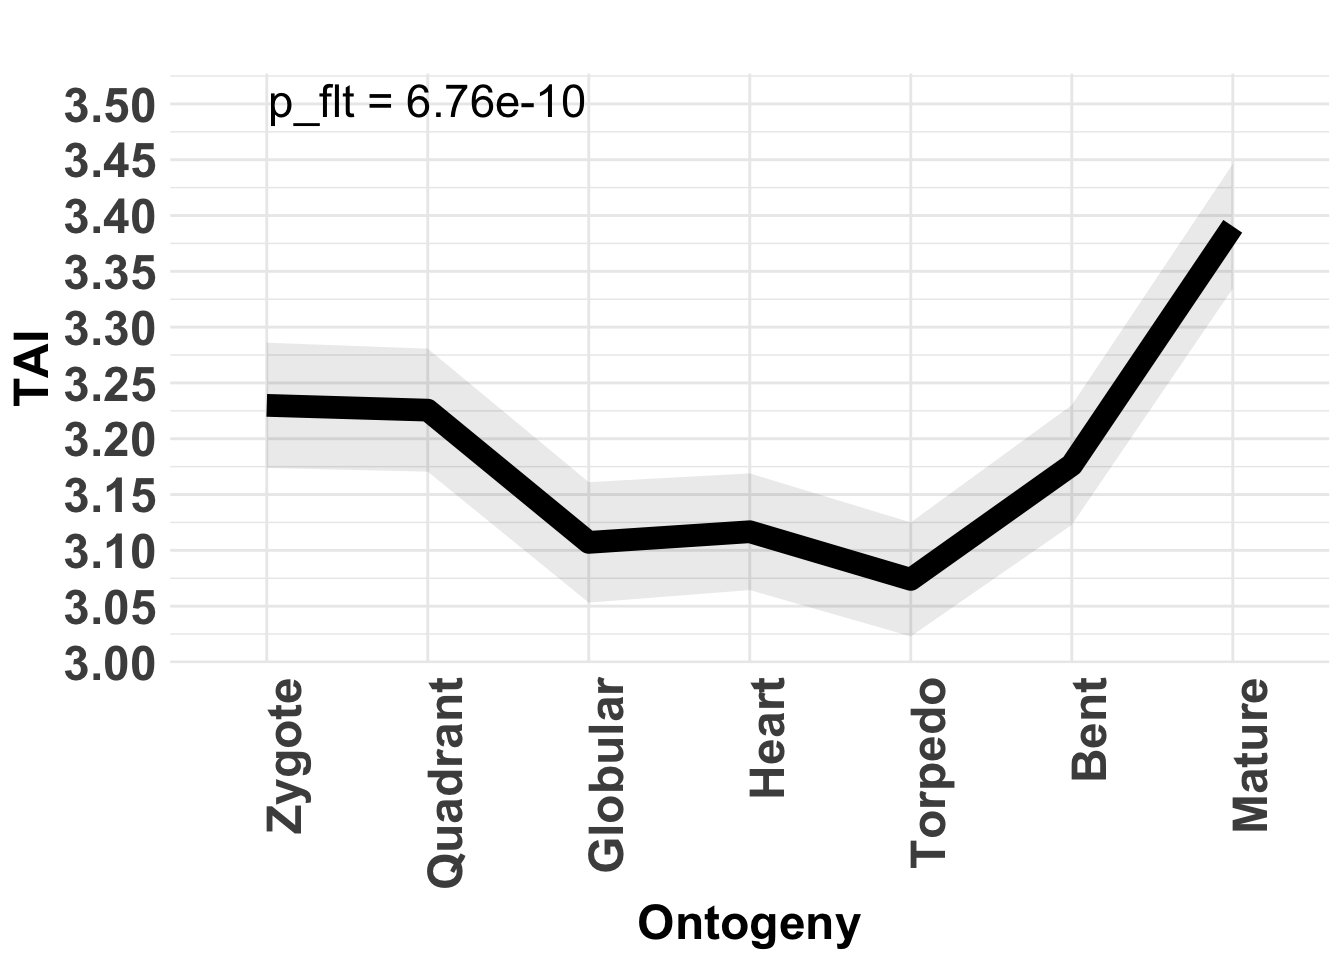 p_flt = 6.76e-10
3.50
3.45
3.40
3.35
3.30
3.25
3.20
3.15
3.10
3.05
3.00
TAI
Zygote
Quadrant
Globular
Heart
Torpedo
Bent
Mature
Ontogeny